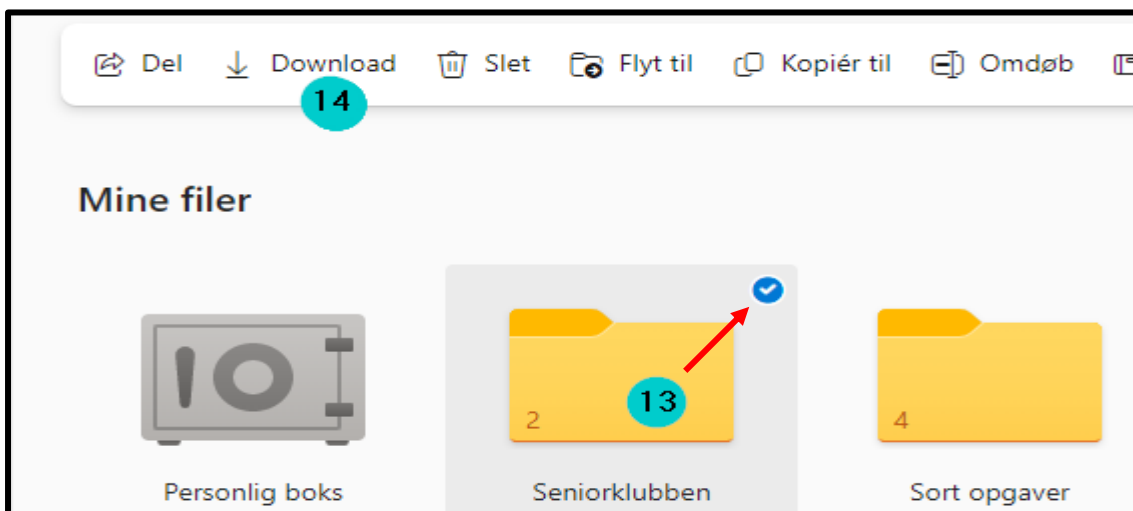 Del Download Slet Flyt til Kopiér til Omdøb
14
Mine filer
13
2
4
Personlig boks Seniorklubben Sort opgaver